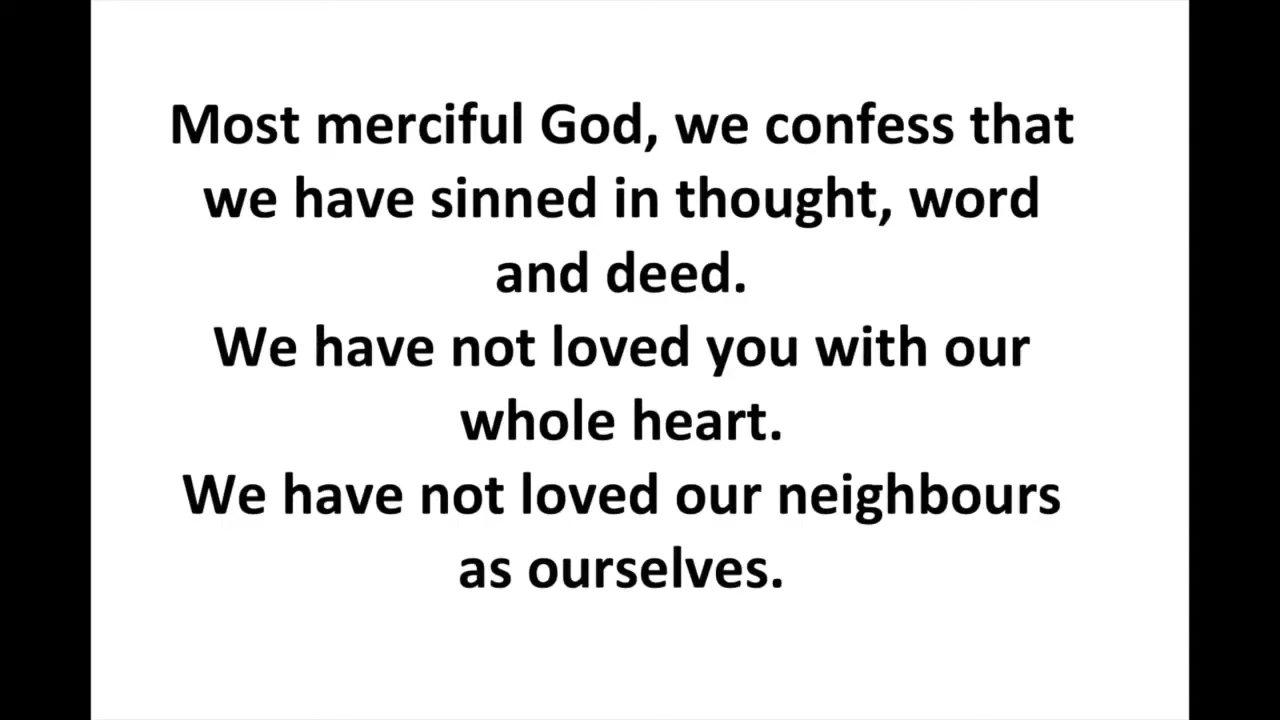 Most merciful God, we confess that
we have sinned in thought, word
and deed.
We have not loved you with our
whole heart.
We have not loved our neighbours
as ourselves.